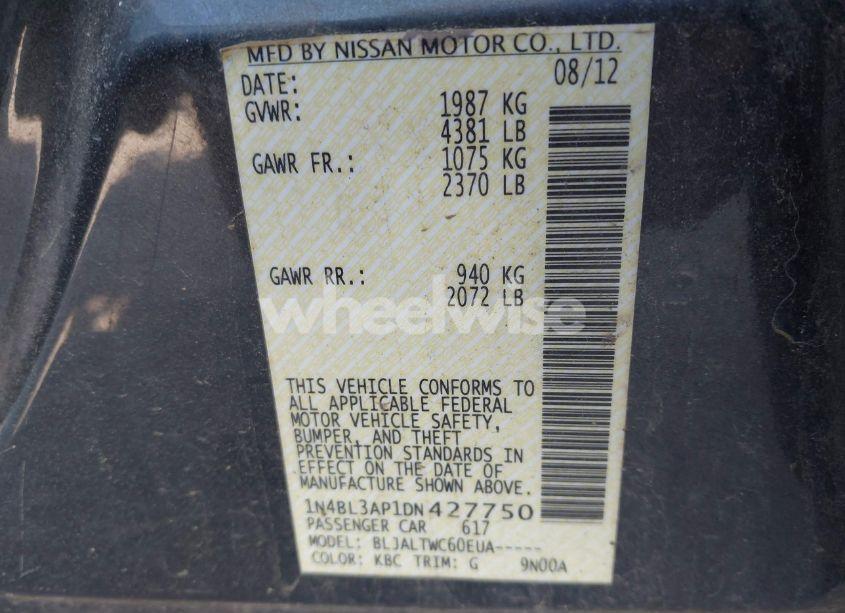 MFD BY NISSAN MOTOR CO., LTD.
DATE: 08/12
GVWR: 1987 KG
4381 LB
GAWR FR.: 1075 KG
2370 LB
GAWR RR.: 940 KG
2072 LB
wheelwise
THIS VEHICLE CONFORMS TO
ALL APPLICABLE FEDERAL
MOTOR VEHICLE SAFETY,
BUMPER, AND THEFT
PREVENTION STANDARDS IN
EFFECT ON THE DATE OF
MANUFACTURE SHOWN ABOVE.
1N4BL3AP1DN427750
PASSENGER CAR 617
MODEL: BLJALTWC60EUA-----
COLOR: KBC TRIM: G 9N00A